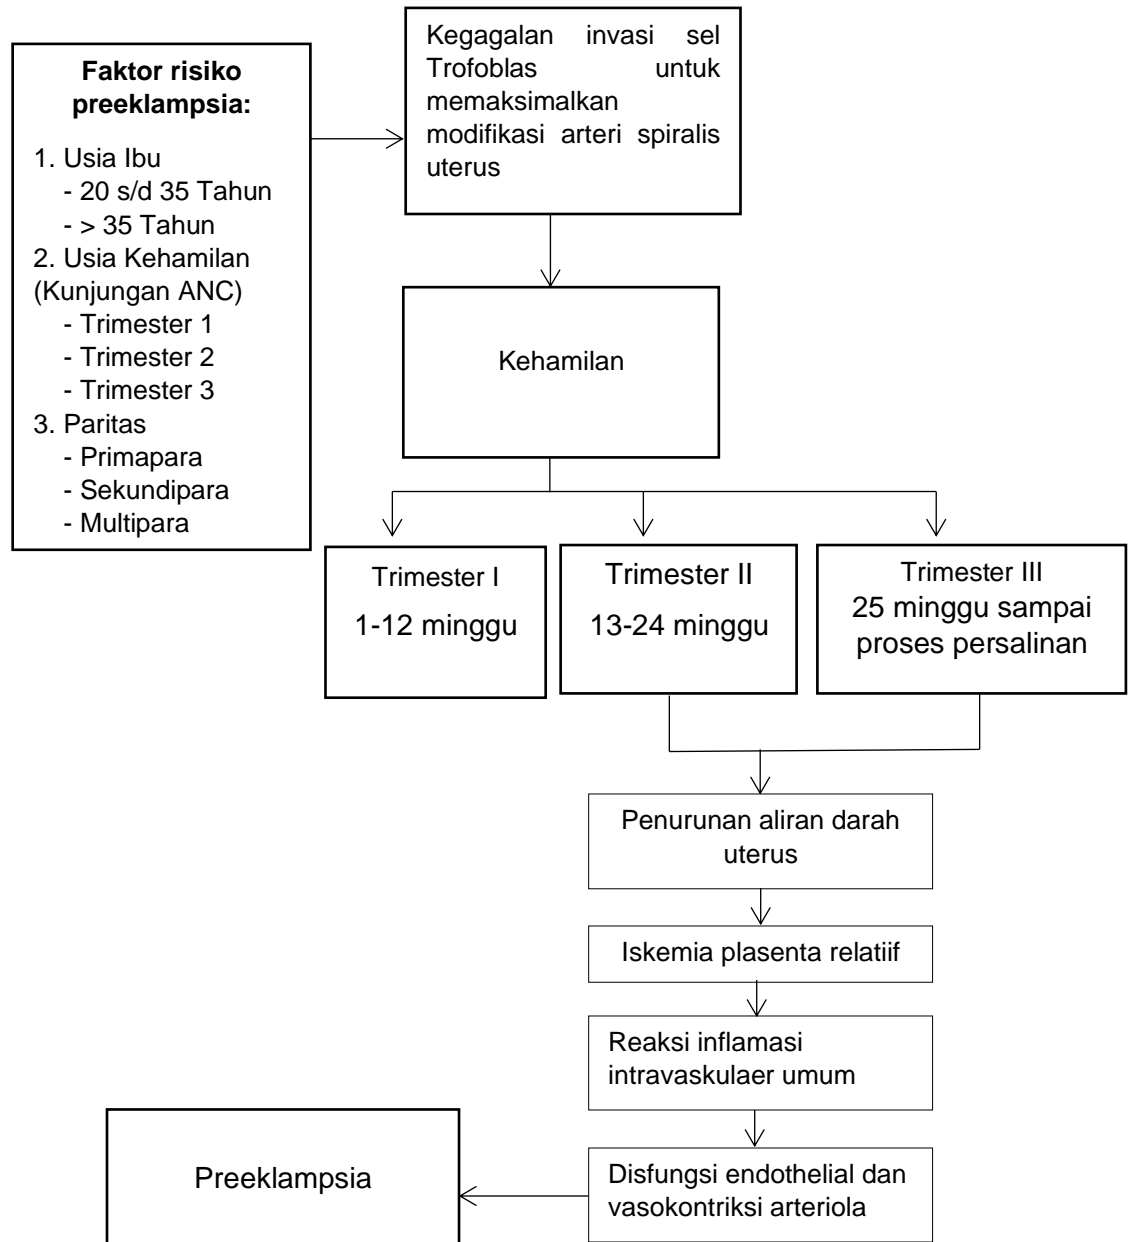 Faktor risiko
preeklampsia:
1. Usia Ibu
- 20 s/d 35 Tahun
- > 35 Tahun
2. Usia Kehamilan
(Kunjungan ANC)
- Trimester 1
- Trimester 2
- Trimester 3
3. Paritas
- Primapara
- Sekundipara
- Multipara
Kegagalan invasi sel
Trofoblas untuk
memaksimalkan
modifikasi arteri spiralis
uterus
Kehamilan
Trimester I
1-12 minggu
Trimester II
13-24 minggu
Trimester III
25 minggu sampai
proses persalinan
Penurunan aliran darah
uterus
Iskemia plasenta relatiif
Reaksi inflamasi
intravaskulaer umum
Disfungsi endothelial dan
vasokontriksi arteriola
Preeklampsia